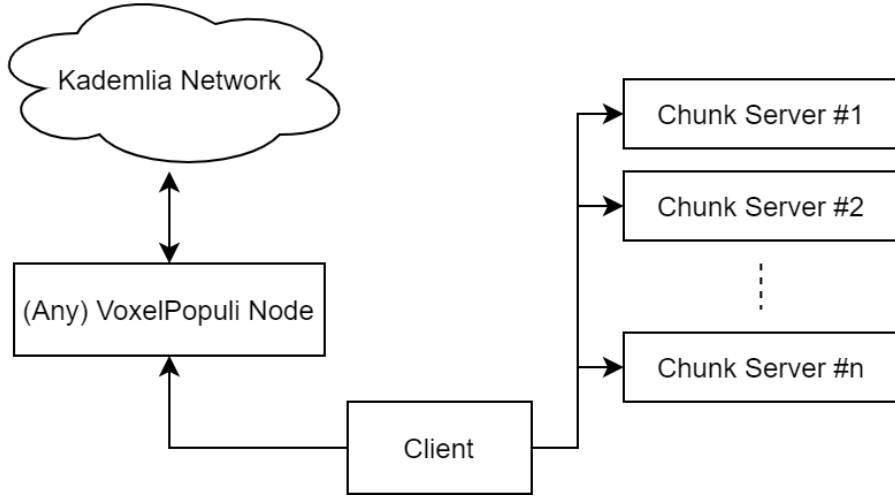 Kademlia Network
Chunk Server #1
Chunk Server #2
(Any) VoxelPopuli Node
Chunk Server #n
Client